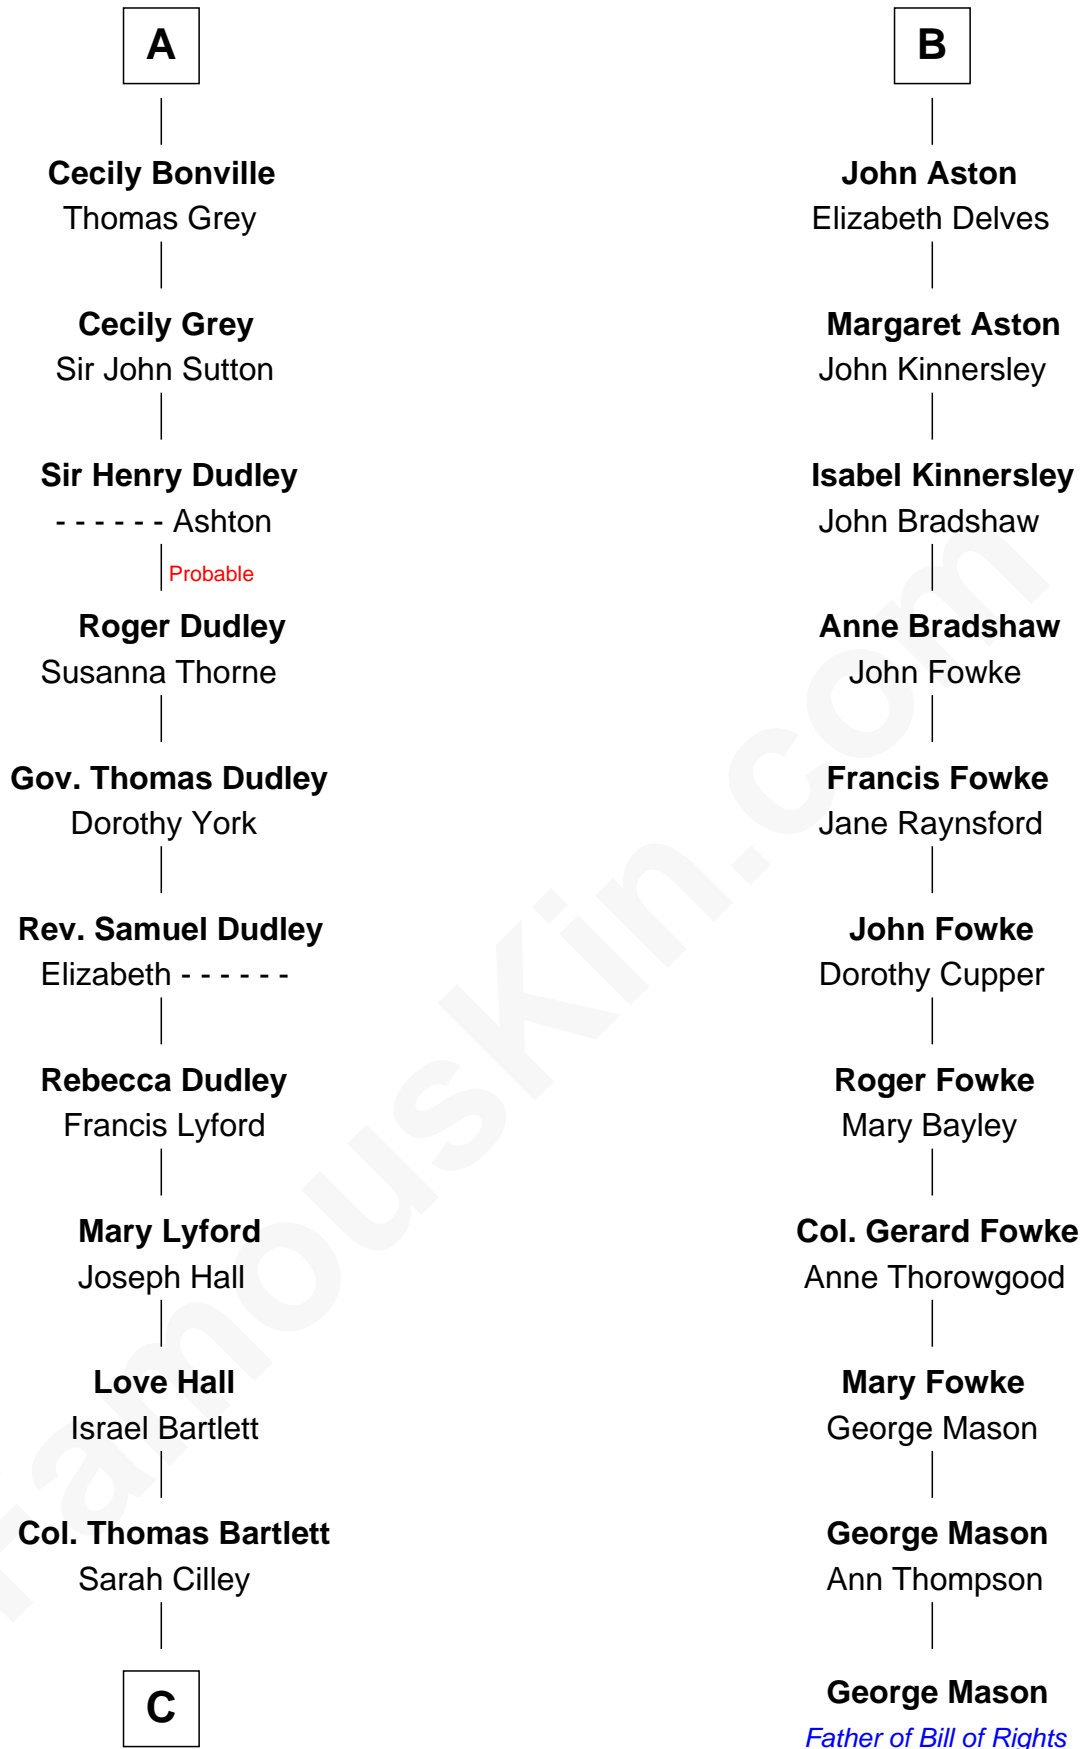 A
Cecily Bonville
Thomas Grey
Cecily Grey
Sir John Sutton
Sir Henry Dudley
- - - - - - Ashton
Probable
Roger Dudley
Susanna Thorne
Gov. Thomas Dudley
Dorothy York
Rev. Samuel Dudley
Elizabeth - - - - - -
Rebecca Dudley
Francis Lyford
Mary Lyford
Joseph Hall
Love Hall
Israel Bartlett
Col. Thomas Bartlett
Sarah Cilley
C
B
John Aston
Elizabeth Delves
Margaret Aston
John Kinnersley
Isabel Kinnersley
John Bradshaw
Anne Bradshaw
John Fowke
Francis Fowke
Jane Raynsford
John Fowke
Dorothy Cupper
Roger Fowke
Mary Bayley
Col. Gerard Fowke
Anne Thorowgood
Mary Fowke
George Mason
George Mason
Ann Thompson
George Mason
Father of Bill of Rights
FamousKin.com